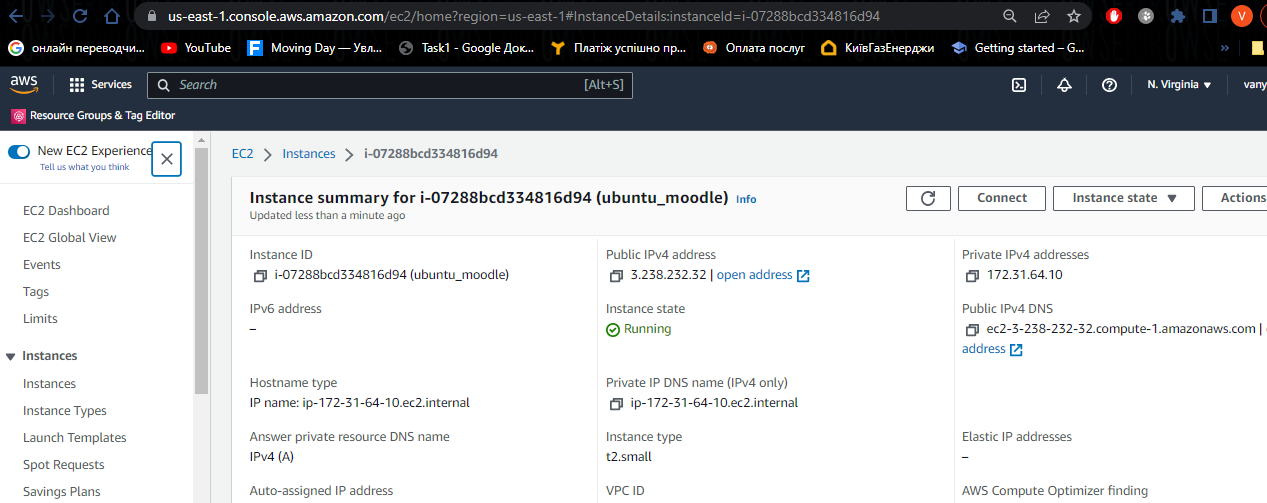 us-east-1.console.aws.amazon.com/ec2/home?region=us-east-1#InstanceDetails:instanceId=i-07288bcd334816d94
V
онлайн переводчи... YouTube Moving Day — Увл... Task1 - Google Док... Платіж успішно пр... Оплата послуг КиївГазЕнерджи Getting started – G... »
aws Services Search [Alt+S] N. Virginia vany
Resource Groups & Tag Editor
New EC2 Experience
Tell us what you think
EC2 Dashboard
EC2 Global View
Events
Tags
Limits
Instances
Instances
Instance Types
Launch Templates
Spot Requests
Savings Plans
EC2 Instances i-07288bcd334816d94
Instance summary for i-07288bcd334816d94 (ubuntu_moodle) Info
Updated less than a minute ago
Connect Instance state Actions
Instance ID
i-07288bcd334816d94 (ubuntu_moodle)
Public IPv4 address
3.238.232.32 | open address
Private IPv4 addresses
172.31.64.10
IPv6 address
–
Instance state
Running
Public IPv4 DNS
ec2-3-238-232-32.compute-1.amazonaws.com |
address
Hostname type
IP name: ip-172-31-64-10.ec2.internal
Private IP DNS name (IPv4 only)
ip-172-31-64-10.ec2.internal
Answer private resource DNS name
IPv4 (A)
Instance type
t2.small
Elastic IP addresses
–
Auto-assigned IP address
VPC ID
AWS Compute Optimizer finding